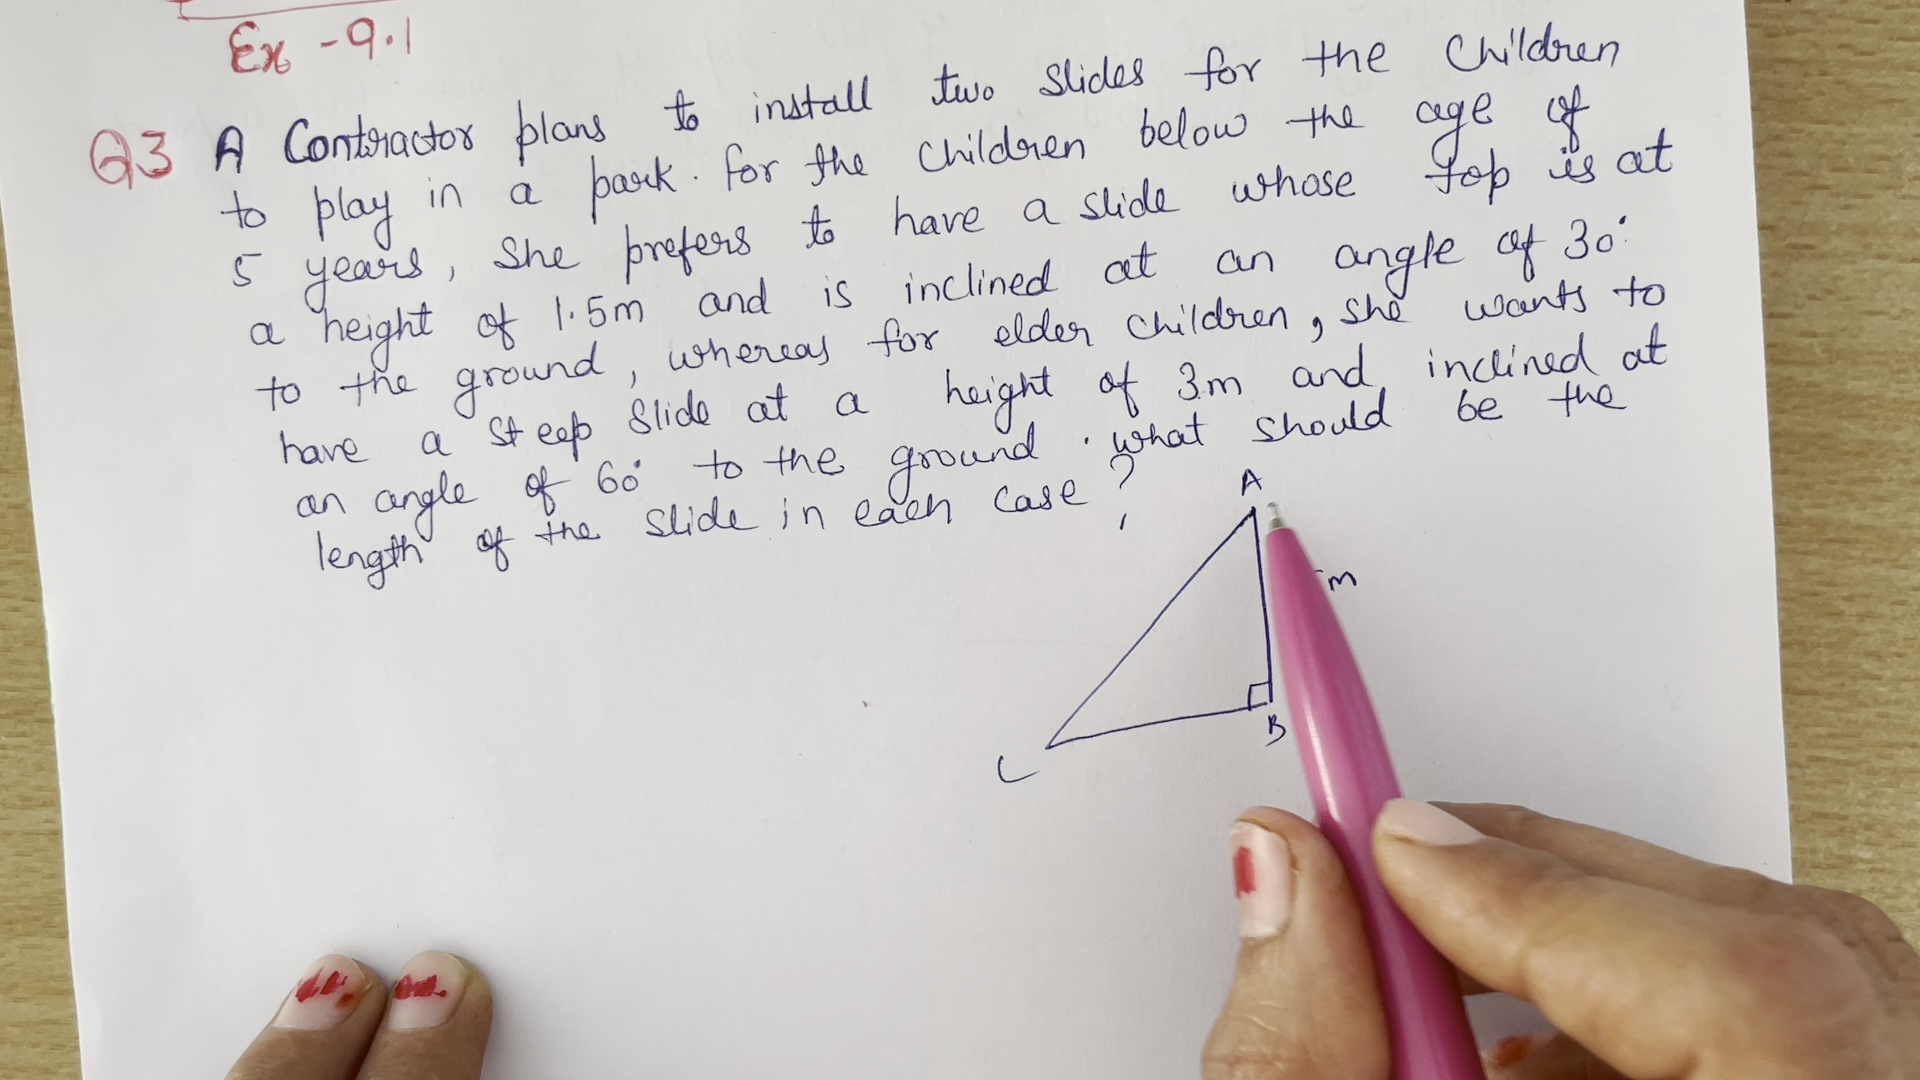 Ex - 9.1
Q3 A Contractor plans to install two slides for the children
to play in a park. for the children below the age of
5 years, She prefers to have a slide whose top is at
a height of 1.5m and is inclined at an angle of 30°
to the ground, whereas for elder children, she wants to
have a steep slide at a height of 3m and inclined at
an angle of 60° to the ground. what should be the
length of the slide in each case?
A
m
B
C